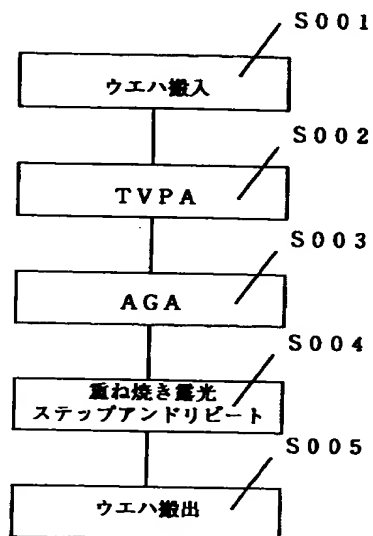 S001
ウエハ搬入
S002
TVPA
S003
AGA
S004
重ね焼き露光
ステップアンドリピート
S005
ウエハ搬出